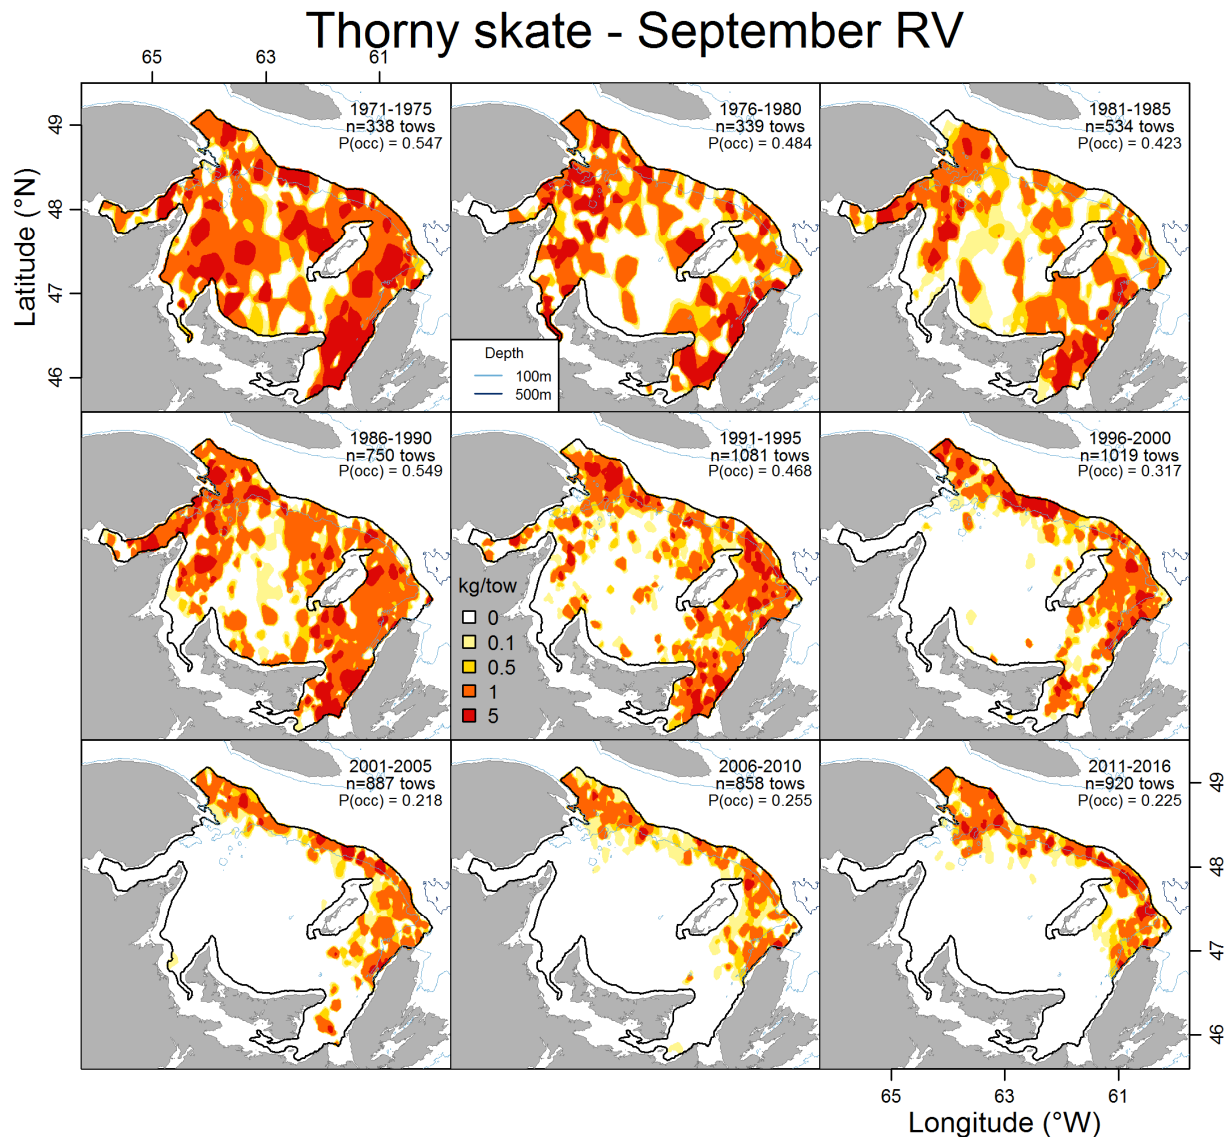 Thorny skate - September RV
65 63 61
1971-1975
n=338 tows
P(occ) = 0.547
1976-1980
n=339 tows
P(occ) = 0.484
1981-1985
n=534 tows
P(occ) = 0.423
49
48
47
46
Latitude (°N)
Depth
100m
500m
1986-1990
n=750 tows
P(occ) = 0.549
1991-1995
n=1081 tows
P(occ) = 0.468
1996-2000
n=1019 tows
P(occ) = 0.317
kg/tow
0
0.1
0.5
1
5
2001-2005
n=887 tows
P(occ) = 0.218
2006-2010
n=858 tows
P(occ) = 0.255
2011-2016
n=920 tows
P(occ) = 0.225
49
48
47
46
65 63 61
Longitude (°W)